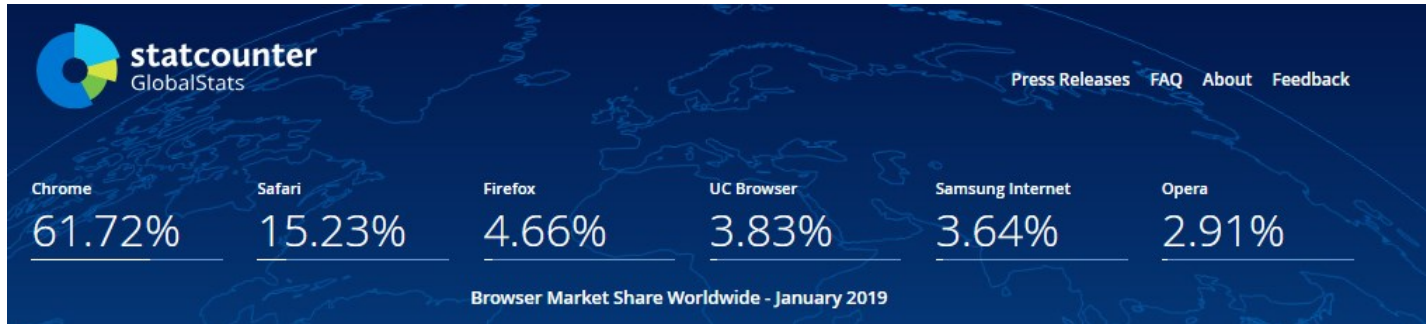 statcounter
GlobalStats
Press Releases FAQ About Feedback
Chrome Safari Firefox UC Browser Samsung Internet Opera
61.72% 15.23% 4.66% 3.83% 3.64% 2.91%
Browser Market Share Worldwide - January 2019